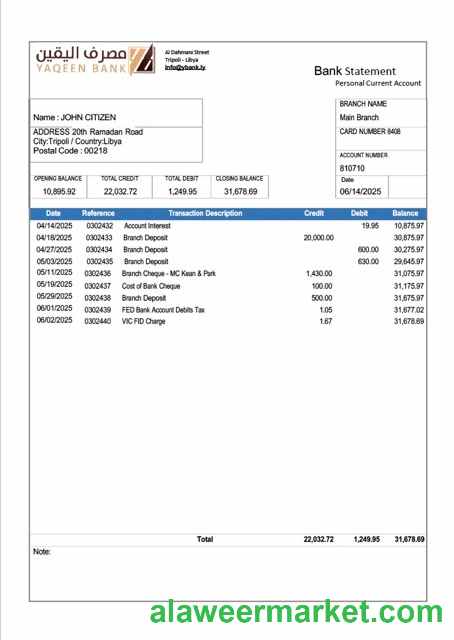 مصرف اليقين
YAQEEN BANK
Al Dahmani Street
Tripoli - Libya
info@ybank.ly
Bank Statement
Personal Current Account
Name : JOHN CITIZEN
ADDRESS 20th Ramadan Road
City:Tripoli / Country:Libya
Postal Code : 00218
BRANCH NAME
Main Branch
CARD NUMBER 8408
ACCOUNT NUMBER
810710
Date
06/14/2025
OPENING BALANCE TOTAL CREDIT TOTAL DEBIT CLOSING BALANCE
10,895.92 22,032.72 1,249.95 31,678.69
Date Reference Transaction Description Credit Debit Balance
04/14/2025 0302432 Account Interest 19.95 10,875.97
04/18/2025 0302433 Branch Deposit 20,000.00 30,875.97
04/27/2025 0302434 Branch Deposit 600.00 30,275.97
05/03/2025 0302435 Branch Deposit 630.00 29,645.97
05/11/2025 0302436 Branch Cheque - MC Kean & Park 1,430.00 31,075.97
05/19/2025 0302437 Cost of Bank Cheque 100.00 31,175.97
05/29/2025 0302438 Branch Deposit 500.00 31,675.97
06/01/2025 0302439 FED Bank Account Debits Tax 1.05 31,677.02
06/02/2025 0302440 VIC FID Charge 1.67 31,678.69
Total 22,032.72 1,249.95 31,678.69
Note:
alaweermarket.com